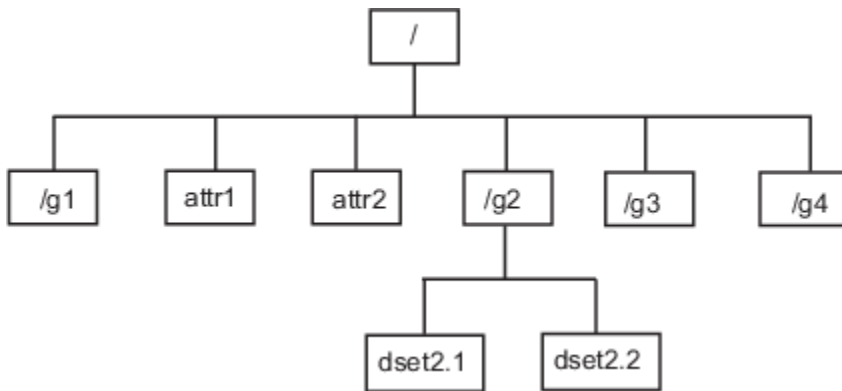 /
/g1
attr1
attr2
/g2
/g3
/g4
dset2.1
dset2.2